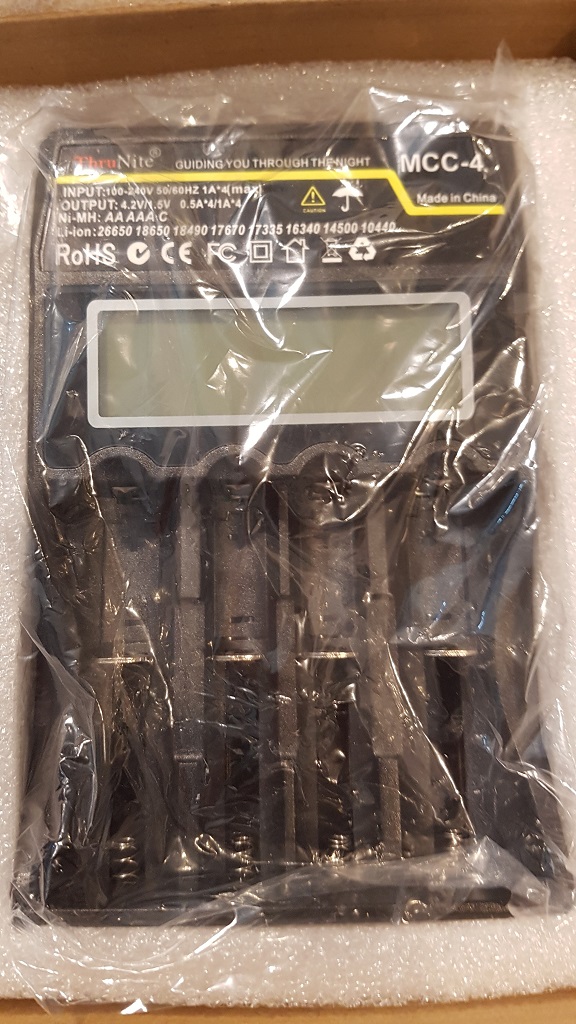 ThruNite® GUIDING YOU THROUGH THE NIGHT MCC-4
INPUT:100-240V 50/60HZ 1A*4(max)
OUTPUT: 4.2V/1.5V 0.5A*4/1A*4
CAUTION
Made in China
Ni-MH: AA AAA C
Li-ion: 26650 18650 18490 17670 17335 16340 14500 10440
RoHS CE FC